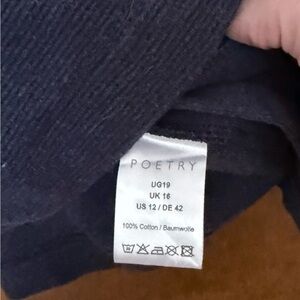 POETRY
UG19
UK 16
US 12 / DE 42
100% Cotton / Baumwolle